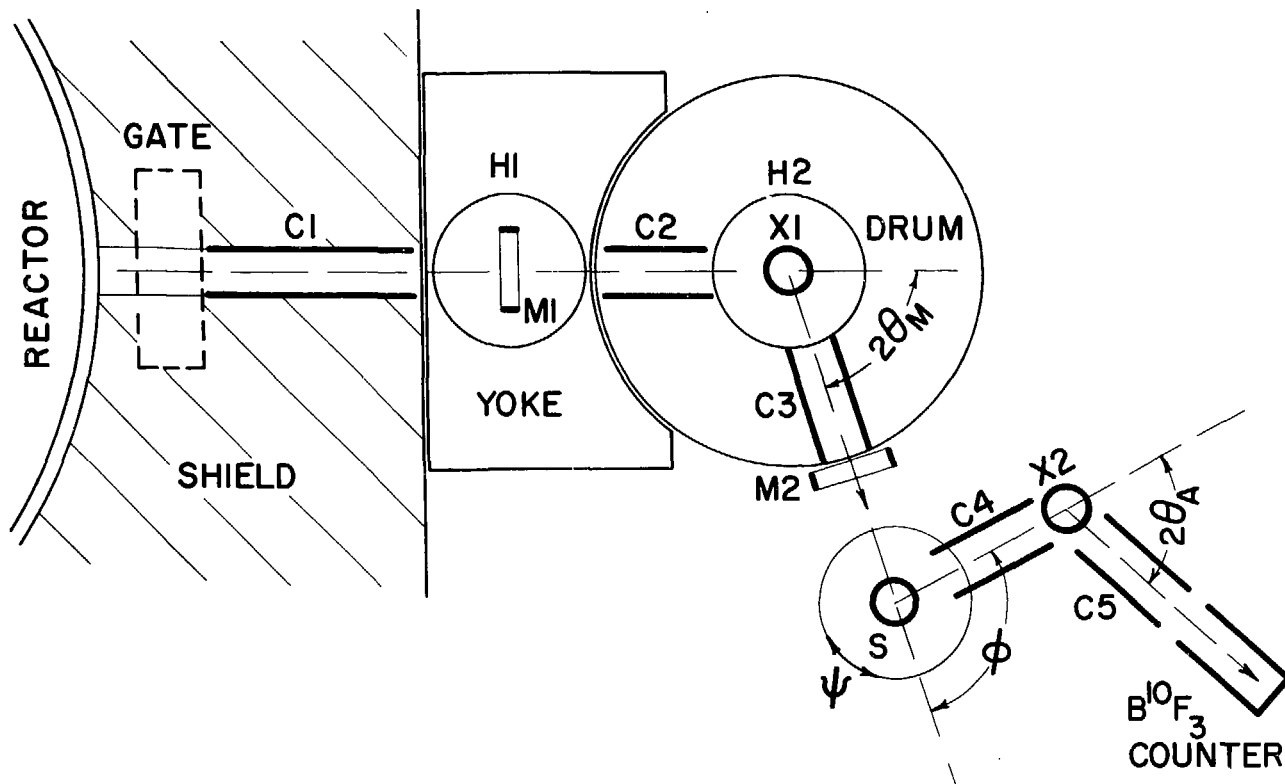 REACTOR
GATE
C1
SHIELD
H1
M1
YOKE
C2
H2
X1
DRUM
2θM
C3
M2
C4
X2
2θA
C5
S
ψ
ϕ
B¹⁰F₃
COUNTER